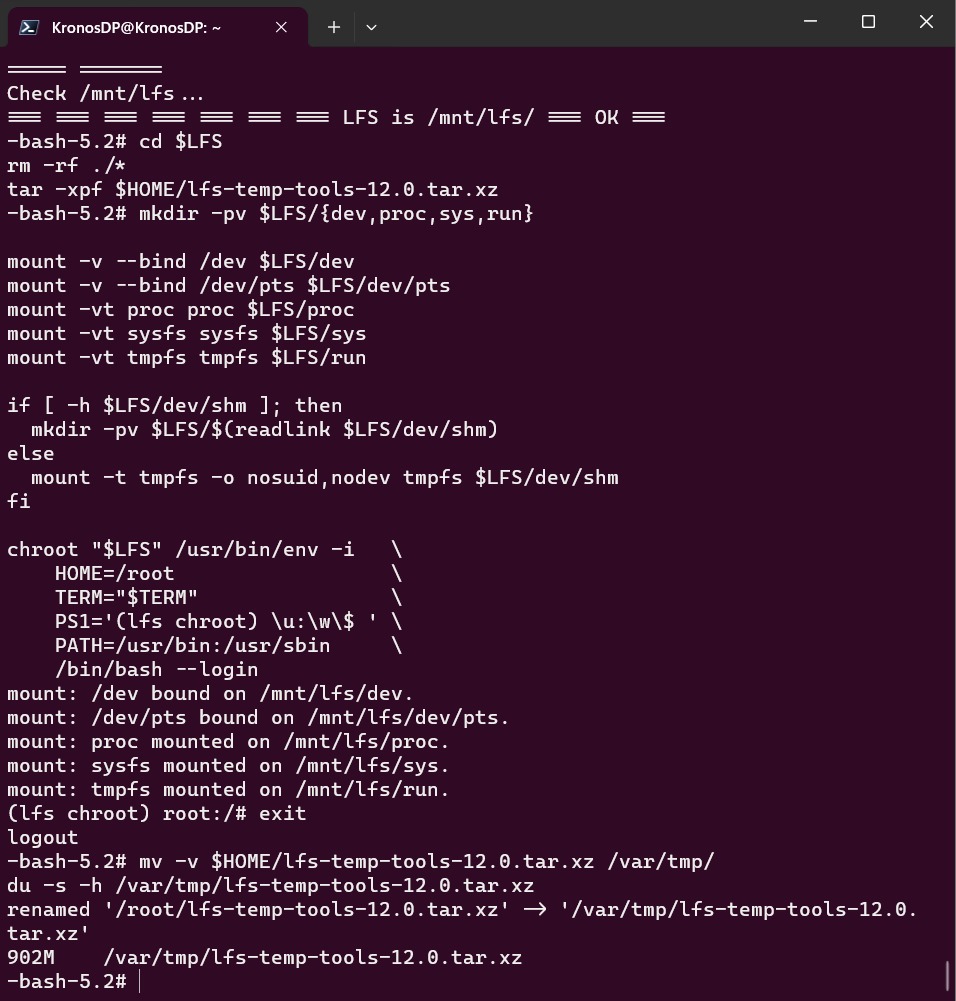 KronosDP@KronosDP: ~
═════ ═══════
Check /mnt/lfs...
=== === === === === === === LFS is /mnt/lfs/ === OK ===
-bash-5.2# cd $LFS
rm -rf ./*
tar -xpf $HOME/lfs-temp-tools-12.0.tar.xz
-bash-5.2# mkdir -pv $LFS/{dev,proc,sys,run}

mount -v --bind /dev $LFS/dev
mount -v --bind /dev/pts $LFS/dev/pts
mount -vt proc proc $LFS/proc
mount -vt sysfs sysfs $LFS/sys
mount -vt tmpfs tmpfs $LFS/run

if [ -h $LFS/dev/shm ]; then
  mkdir -pv $LFS/$(readlink $LFS/dev/shm)
else
  mount -t tmpfs -o nosuid,nodev tmpfs $LFS/dev/shm
fi

chroot "$LFS" /usr/bin/env -i   \
    HOME=/root                  \
    TERM="$TERM"                \
    PS1='(lfs chroot) \u:\w\$ ' \
    PATH=/usr/bin:/usr/sbin     \
    /bin/bash --login
mount: /dev bound on /mnt/lfs/dev.
mount: /dev/pts bound on /mnt/lfs/dev/pts.
mount: proc mounted on /mnt/lfs/proc.
mount: sysfs mounted on /mnt/lfs/sys.
mount: tmpfs mounted on /mnt/lfs/run.
(lfs chroot) root:/# exit
logout
-bash-5.2# mv -v $HOME/lfs-temp-tools-12.0.tar.xz /var/tmp/
du -s -h /var/tmp/lfs-temp-tools-12.0.tar.xz
renamed '/root/lfs-temp-tools-12.0.tar.xz' -> '/var/tmp/lfs-temp-tools-12.0.
tar.xz'
902M    /var/tmp/lfs-temp-tools-12.0.tar.xz
-bash-5.2#